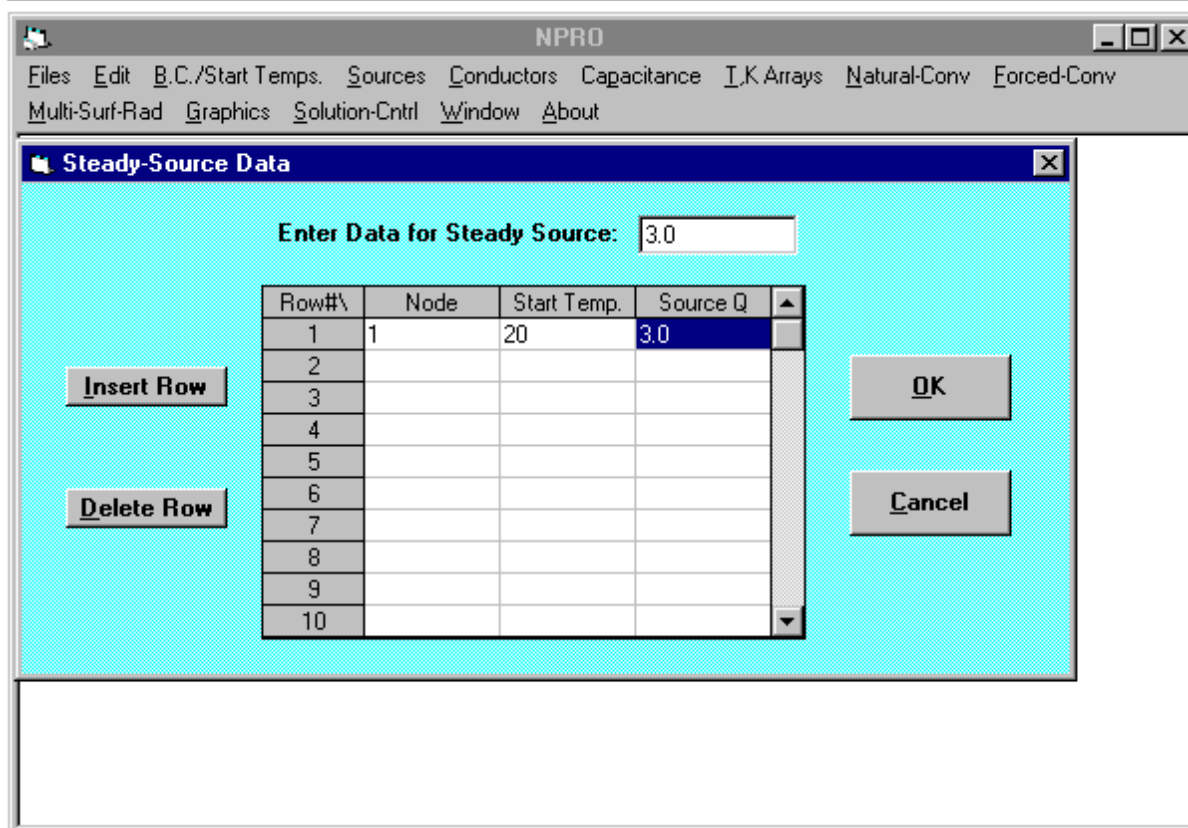 NPRO
Files Edit B.C./Start Temps. Sources Conductors Capacitance T,K Arrays Natural-Conv Forced-Conv
Multi-Surf-Rad Graphics Solution-Cntrl Window About
Steady-Source Data
Enter Data for Steady Source: 3.0
Row#\ Node Start Temp. Source Q
1 1 20 3.0
2
Insert Row
OK
3
4
5
6
Delete Row
Cancel
7
8
9
10